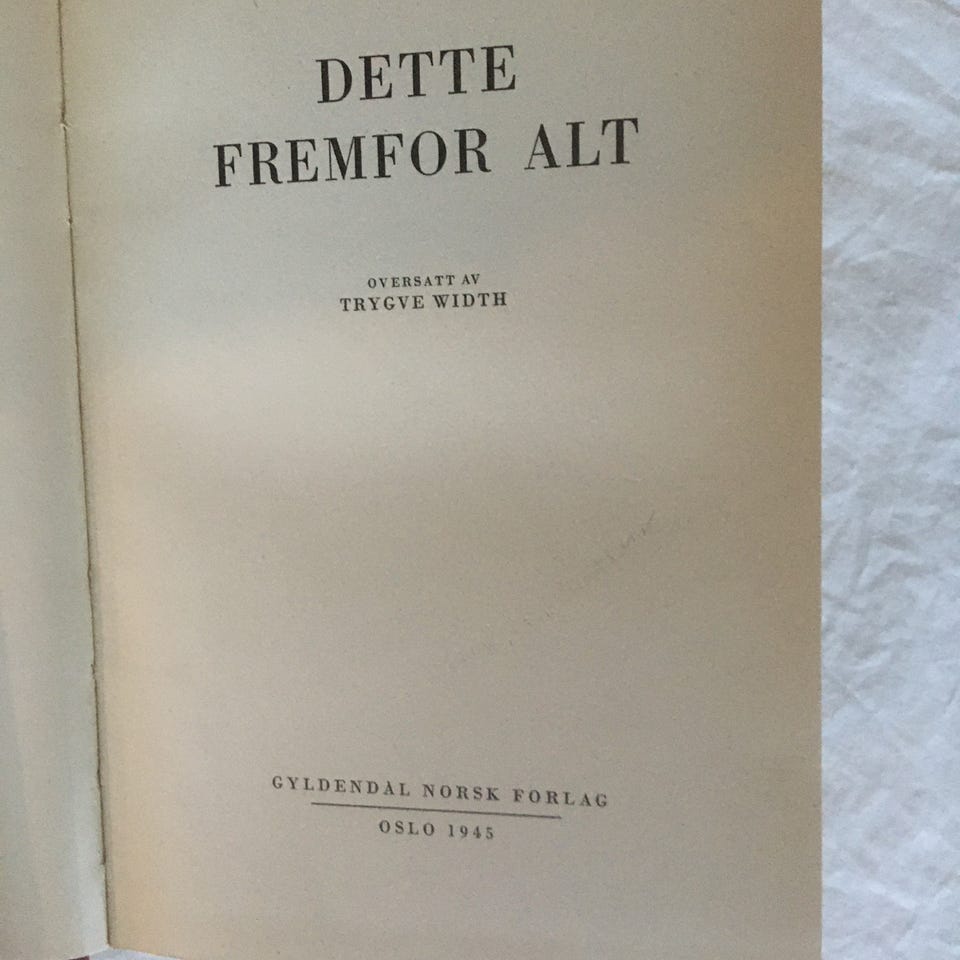 DETTE
FREMFOR ALT
OVERSATT AV
TRYGVE WIDTH
GYLDENDAL NORSK FORLAG
OSLO 1945